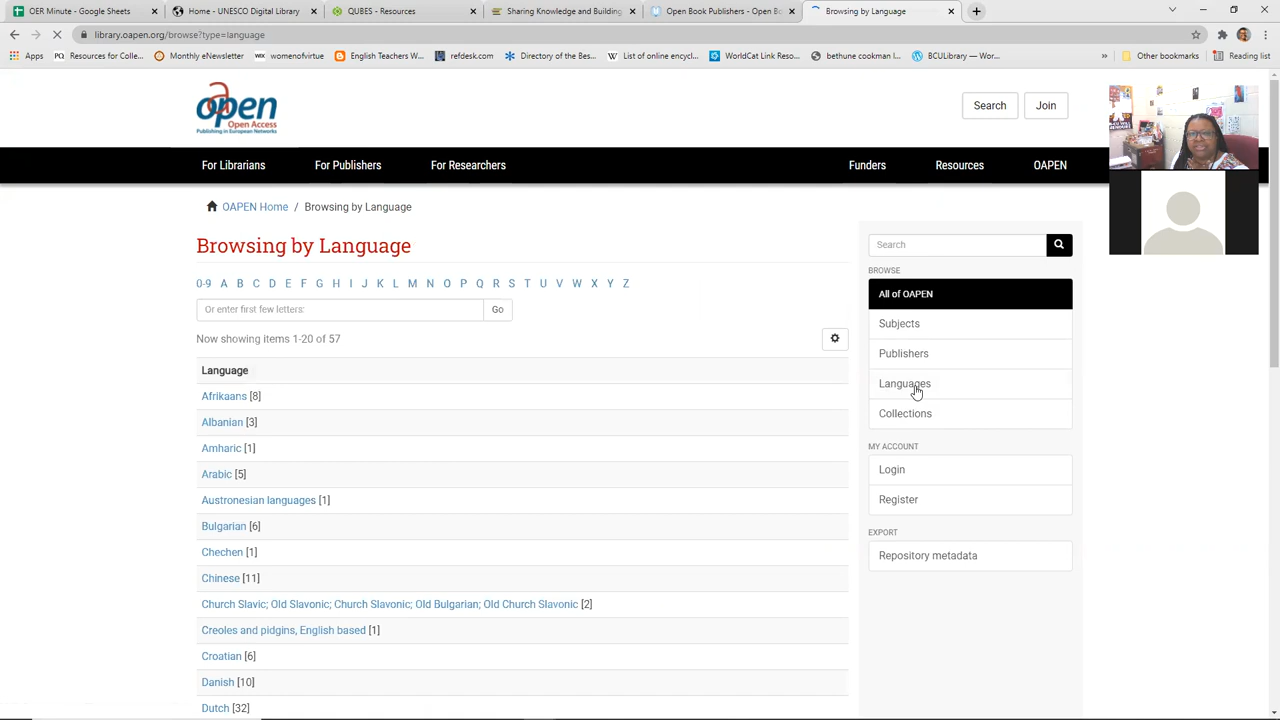 OER Minute - Google Sheets
Home - UNESCO Digital Library
QUBES - Resources
Sharing Knowledge and Building
Open Book Publishers - Open Bo
Browsing by Language
library.oapen.org/browse?type=language
Apps
Resources for Colle...
Monthly Newsletter
womenofvirtue
English Teachers' W...
refdesk.com
Directory of the Bes...
List of online encycl...
WorldCat Link Reso...
bethune cookman li...
BCULibrary — Wor...
»
Other bookmarks
Reading list
open
Open Access
Publishing in European Networks
Search
Join
For Librarians
For Publishers
For Researchers
Funders
Resources
OAPEN
OAPEN Home / Browsing by Language
Browsing by Language
0-9 A B C D E F G H I J K L M N O P Q R S T U V W X Y Z
Or enter first few letters:
Go
Now showing items 1-20 of 57
Language
Afrikaans [8]
Albanian [3]
Amharic [1]
Arabic [5]
Austronesian languages [1]
Bulgarian [6]
Chechen [1]
Chinese [11]
Church Slavic; Old Slavonic; Church Slavonic; Old Bulgarian; Old Church Slavonic [2]
Creoles and pidgins, English based [1]
Croatian [6]
Danish [10]
Dutch [32]
Search
BROWSE
All of OAPEN
Subjects
Publishers
Languages
Collections
MY ACCOUNT
Login
Register
EXPORT
Repository metadata